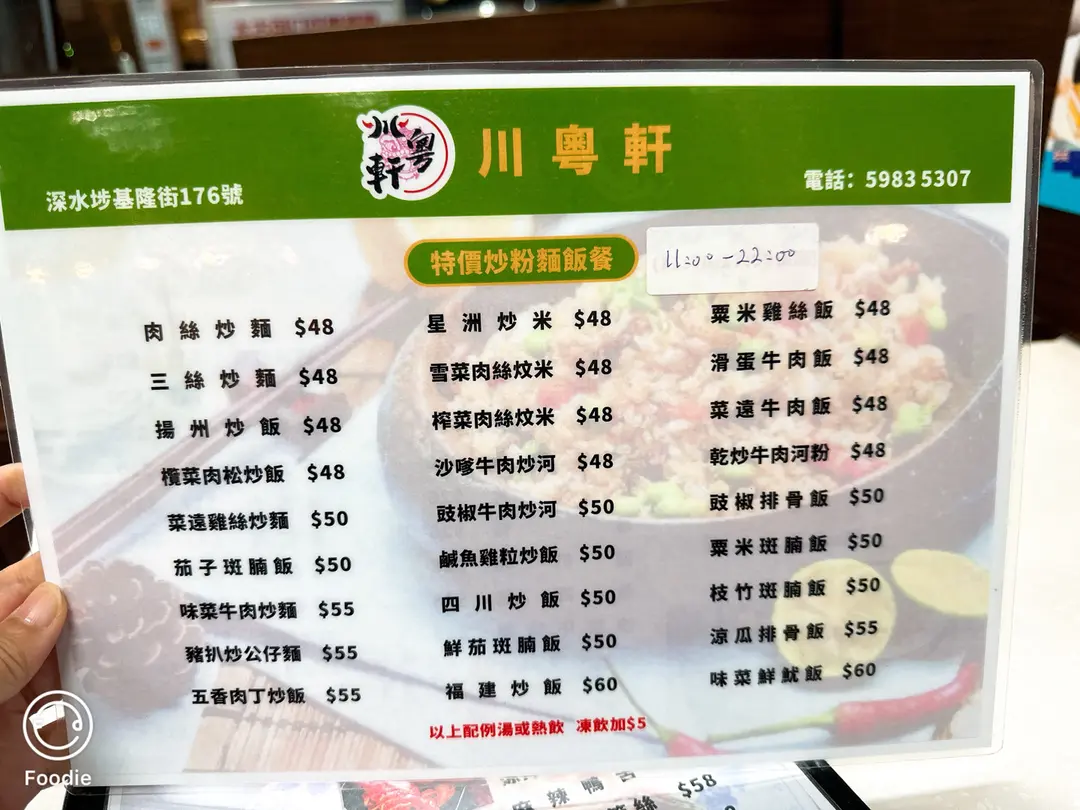 川粵軒
川粵軒
深水埗基隆街176號
電話：5983 5307
特價炒粉麵飯餐
11:00-22:00
肉絲炒麵 $48
三絲炒麵 $48
揚州炒飯 $48
欖菜肉松炒飯 $48
菜遠雞絲炒麵 $50
茄子斑腩飯 $50
味菜牛肉炒麵 $55
豬扒炒公仔麵 $55
五香肉丁炒飯 $55
星洲炒米 $48
雪菜肉絲炆米 $48
榨菜肉絲炆米 $48
沙嗲牛肉炒河 $48
豉椒牛肉炒河 $50
鹹魚雞粒炒飯 $50
四川炒飯 $50
鮮茄斑腩飯 $50
福建炒飯 $60
粟米雞絲飯 $48
滑蛋牛肉飯 $48
菜遠牛肉飯 $48
乾炒牛肉河粉 $48
豉椒排骨飯 $50
粟米斑腩飯 $50
枝竹斑腩飯 $50
涼瓜排骨飯 $55
味菜鮮魷飯 $60
以上配例湯或熱飲 凍飲加$5
$58
Foodie